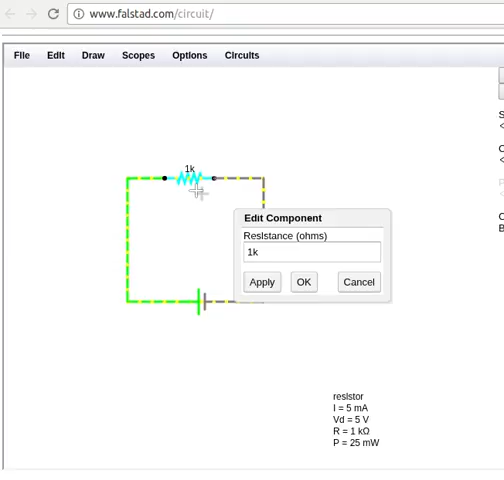 www.falstad.com/circuit/
File Edit Draw Scopes Options Circuits
1k
Edit Component
Resistance (ohms)
1k
Apply OK Cancel
resistor
I = 5 mA
Vd = 5 V
R = 1 kΩ
P = 25 mW